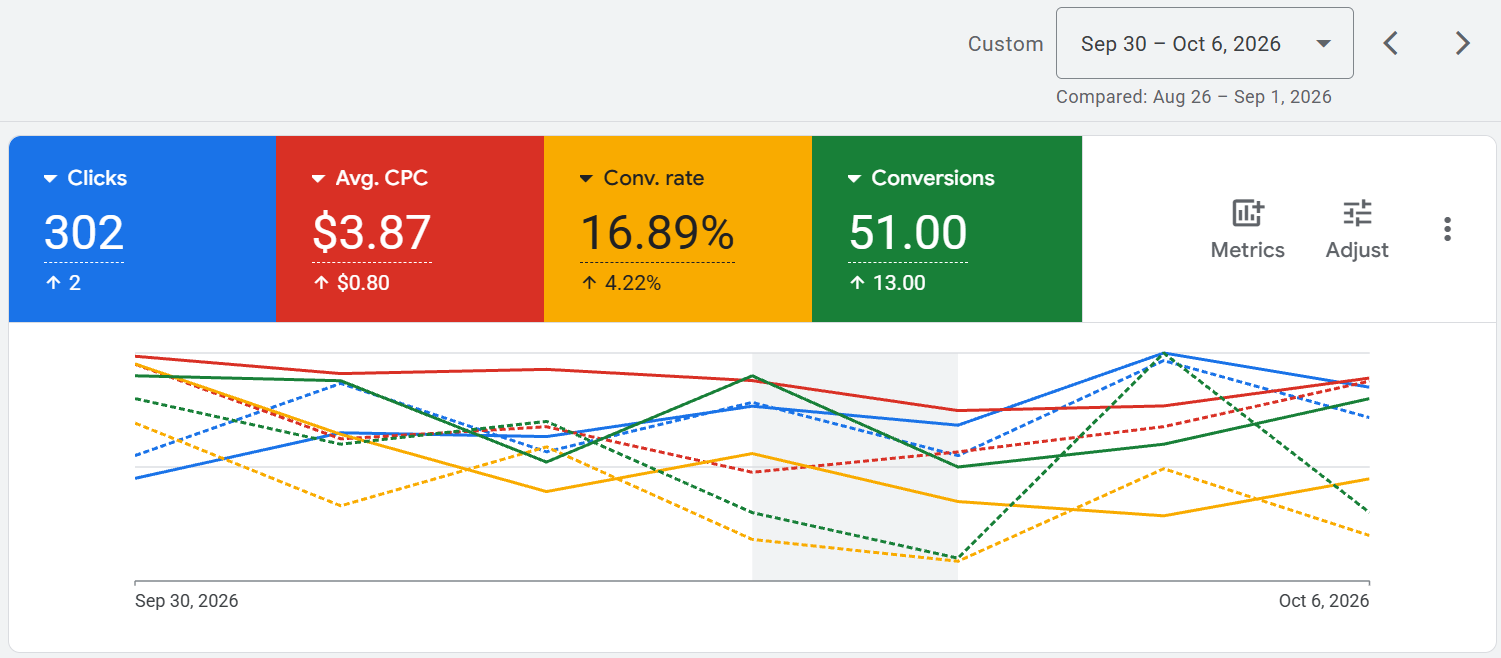 Custom
Sep 30 – Oct 6, 2026
Compared: Aug 26 – Sep 1, 2026
Clicks
302
2
Avg. CPC
$3.87
$0.80
Conv. rate
16.89%
4.22%
Conversions
51.00
13.00
Metrics
Adjust
Sep 30, 2026
Oct 6, 2026